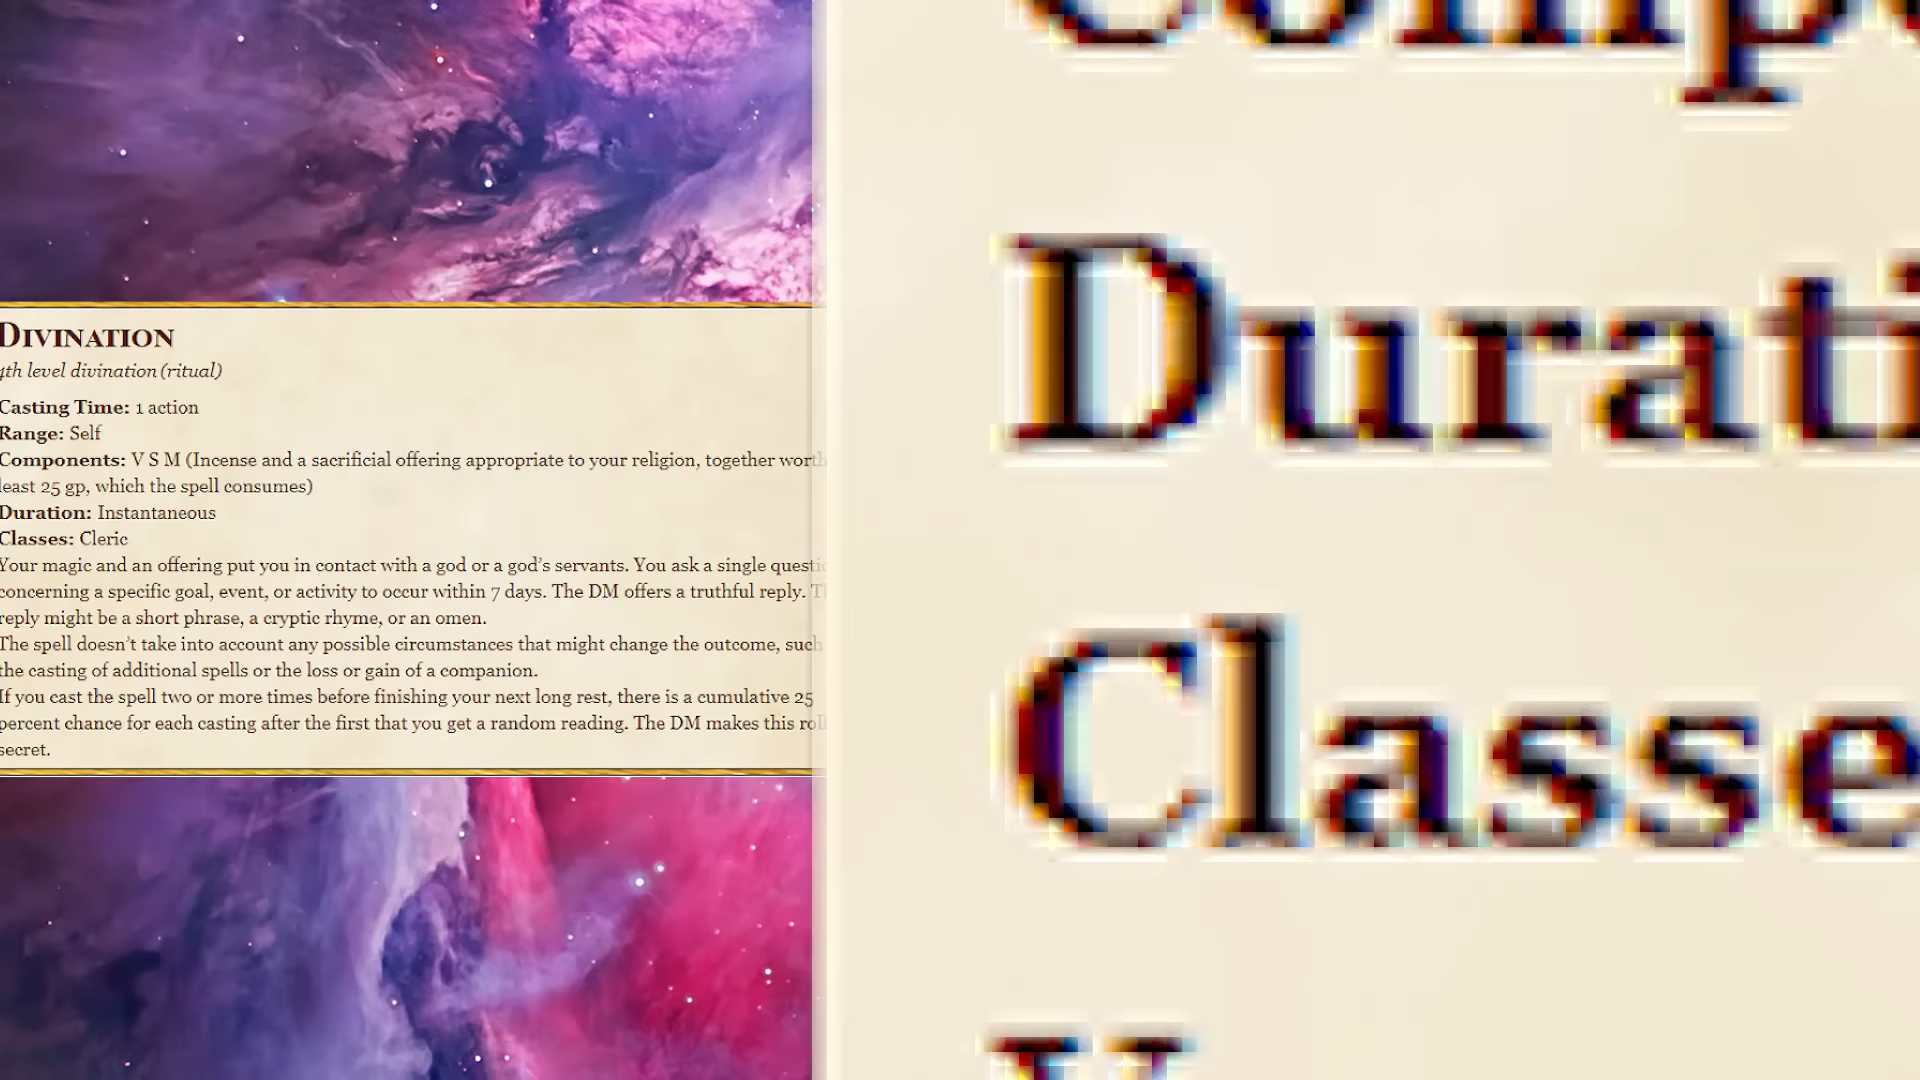 DIVINATION
4th level divination (ritual)
Casting Time: 1 action
Range: Self
Components: V S M (Incense and a sacrificial offering appropriate to your religion, together worth
least 25 gp, which the spell consumes)
Duration: Instantaneous
Classes: Cleric
Your magic and an offering put you in contact with a god or a god's servants. You ask a single questi
concerning a specific goal, event, or activity to occur within 7 days. The DM offers a truthful reply. T
reply might be a short phrase, a cryptic rhyme, or an omen.
The spell doesn't take into account any possible circumstances that might change the outcome, such
the casting of additional spells or the loss or gain of a companion.
If you cast the spell two or more times before finishing your next long rest, there is a cumulative 25
percent chance for each casting after the first that you get a random reading. The DM makes this roll
secret.
Comp
Durati
Classe
Y